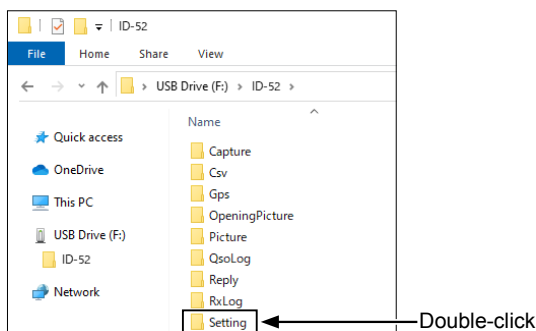 ID-52
File Home Share View
USB Drive (F:) > ID-52 >
Name
Quick access
OneDrive
This PC
USB Drive (F:)
ID-52
Network
Capture
Csv
Gps
OpeningPicture
Picture
QsoLog
Reply
RxLog
Setting
Double-click